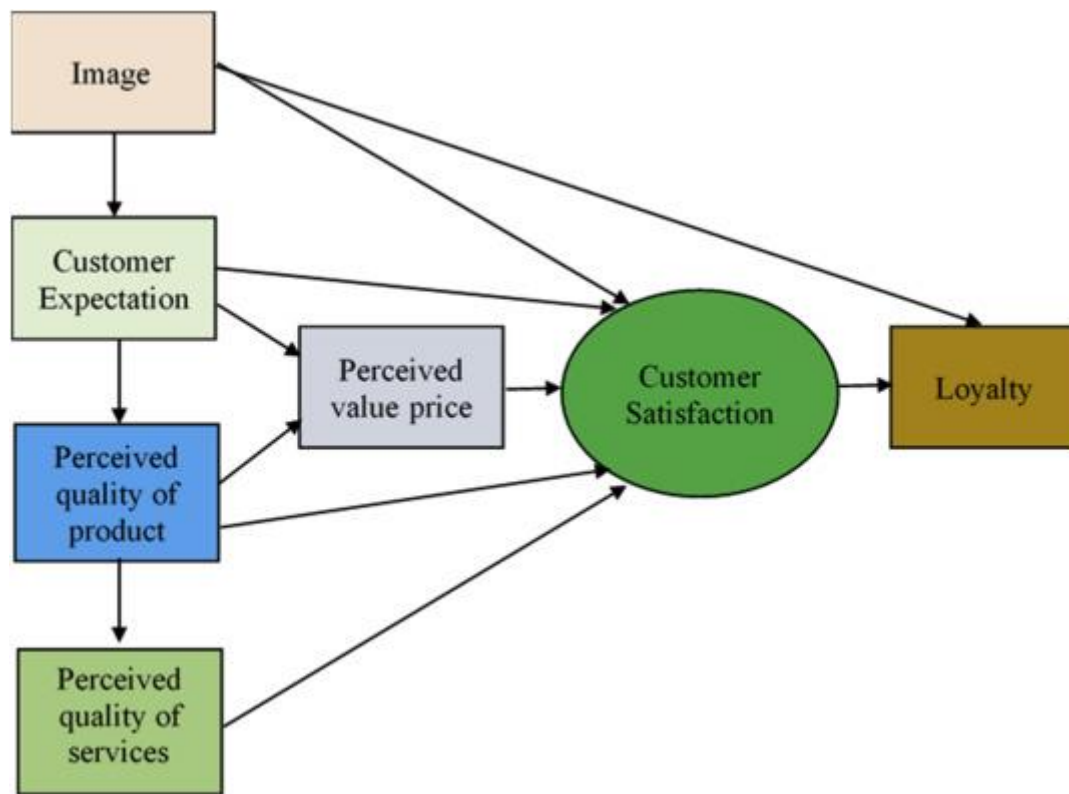 Image
Customer
Expectation
Perceived
value price
Customer
Satisfaction
Loyalty
Perceived
quality of
product
Perceived
quality of
services